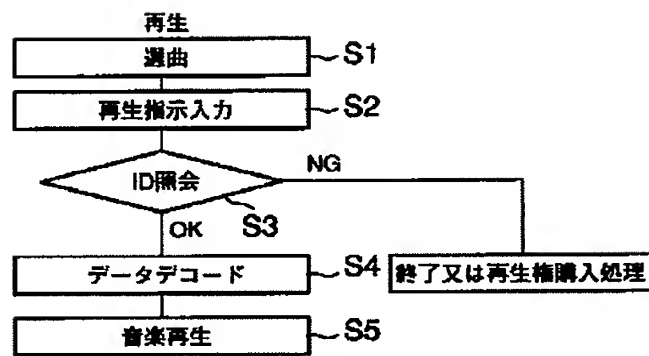 再生
選曲 S1
再生指示入力 S2
ID照会 NG
S3
OK
データデコード S4
終了又は再生権購入処理
音楽再生 S5